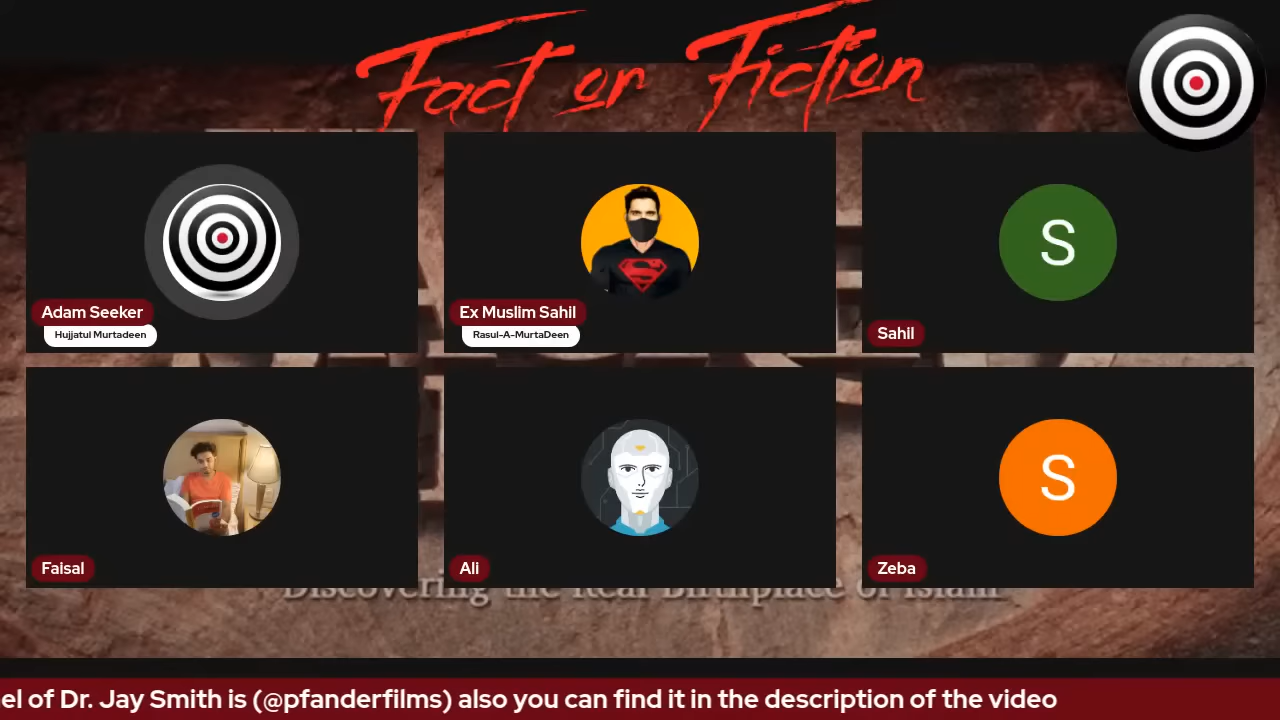 Fact or Fiction
Adam Seeker
Hujjatul Murtadeen
Ex Muslim Sahil
Rasul-A-MurtaDeen
S
Sahil
Faisal
Ali
S
Zeba
Discovering the Real Birthplace of Islam
el of Dr. Jay Smith is (@pfanderfilms) also you can find it in the description of the video